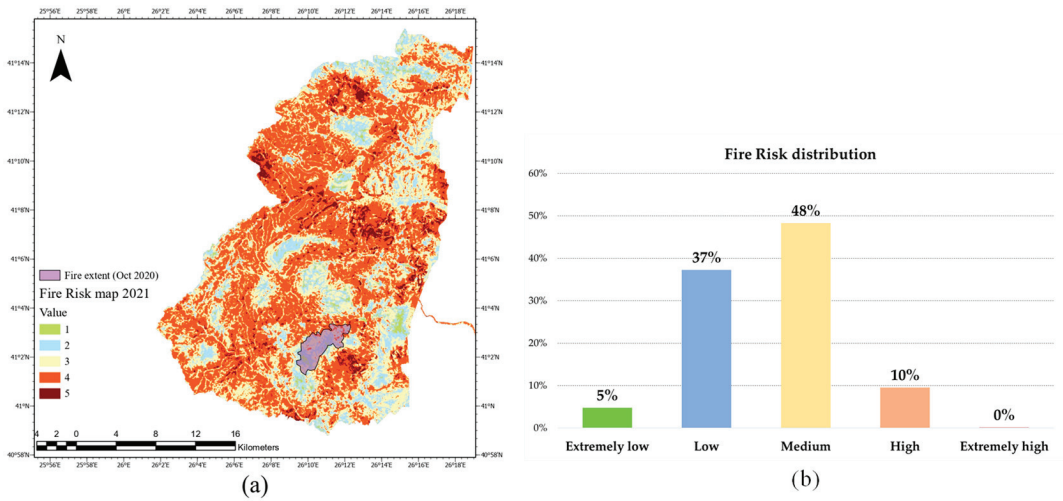 25°56'E 25°58'E 26°0'E 26°2'E 26°4'E 26°6'E 26°8'E 26°10'E 26°12'E 26°14'E 26°16'E 26°18'E
N
41°14'N 41°14'N
41°12'N 41°12'N
41°10'N 41°10'N
41°8'N 41°8'N
41°6'N 41°6'N
41°4'N 41°4'N
41°2'N 41°2'N
41°N 41°N
40°58'N 40°58'N
Fire extent (Oct 2020)
Fire Risk map 2021
Value
1
2
3
4
5
4 2 0 4 8 12 16
Kilometers
25°56'E 25°58'E 26°0'E 26°2'E 26°4'E 26°6'E 26°8'E 26°10'E 26°12'E 26°14'E 26°16'E 26°18'E
(a)
Fire Risk distribution
60%
50%
40%
30%
20%
10%
0%
5%
37%
48%
10%
0%
Extremely low Low Medium High Extremely high
(b)